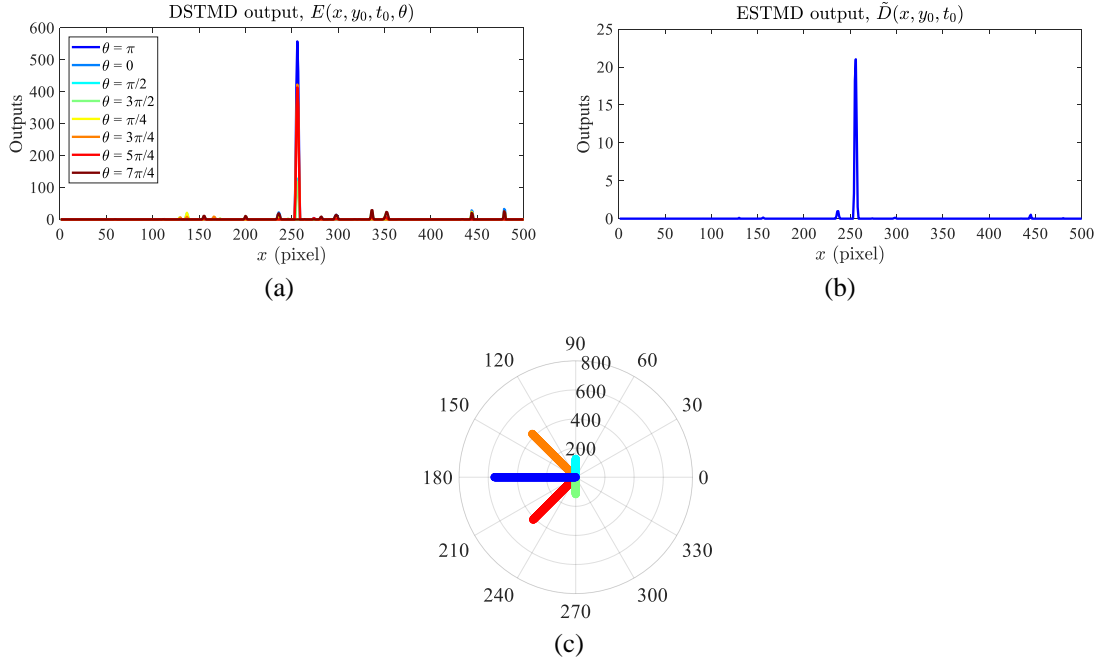 DSTMD output, E(x, y₀, t₀, θ)
600
500
400
300
200
100
0
Outputs
θ = π
θ = 0
θ = π/2
θ = 3π/2
θ = π/4
θ = 3π/4
θ = 5π/4
θ = 7π/4
0 50 100 150 200 250 300 350 400 450 500
x (pixel)
(a)
ESTMD output, D̃(x, y₀, t₀)
25
20
15
10
5
0
Outputs
0 50 100 150 200 250 300 350 400 450 500
x (pixel)
(b)
90
120 800 60
600
150 400 30
200
180 0
210 330
240 300
270
(c)